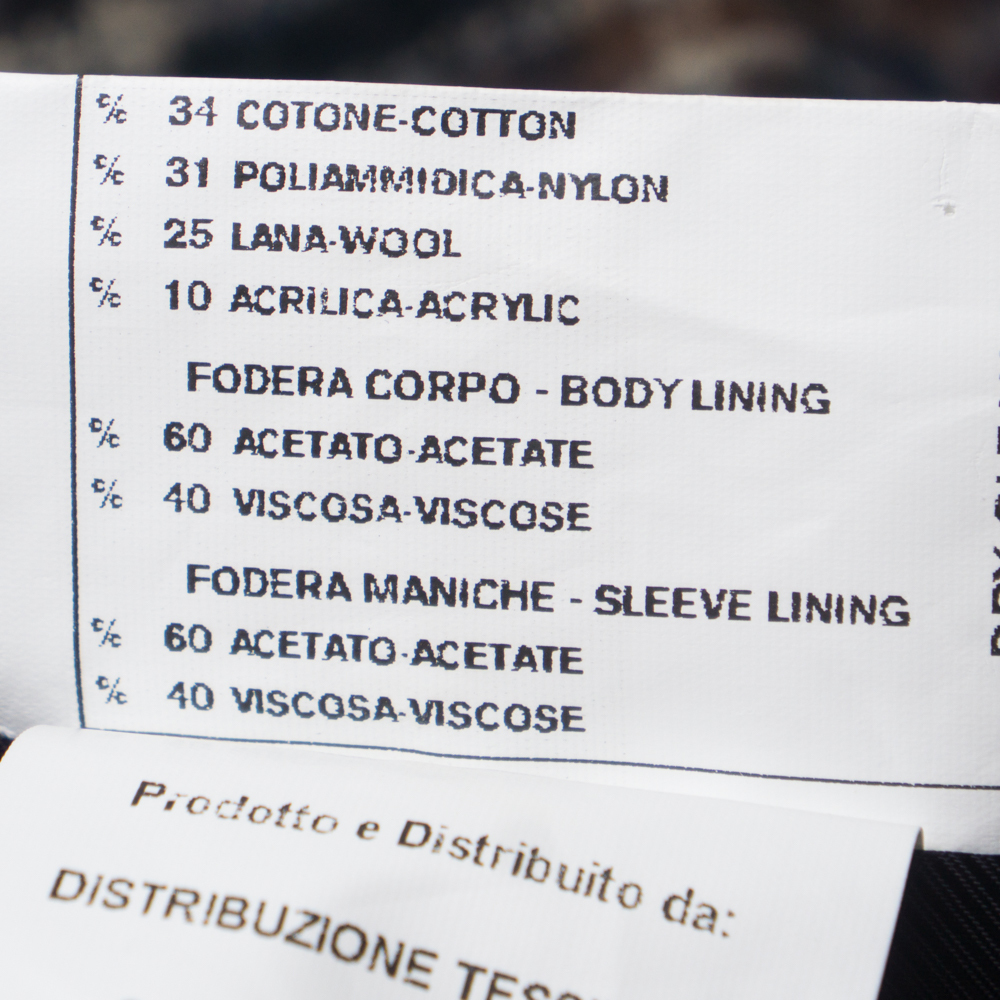 % 34 COTONE-COTTON
% 31 POLIAMMIDICA-NYLON
% 25 LANA-WOOL
% 10 ACRILICA-ACRYLIC
FODERA CORPO - BODY LINING
% 60 ACETATO-ACETATE
% 40 VISCOSA-VISCOSE
FODERA MANICHE - SLEEVE LINING
% 60 ACETATO-ACETATE
% 40 VISCOSA-VISCOSE
Prodotto e Distribuito da:
DISTRIBUZIONE